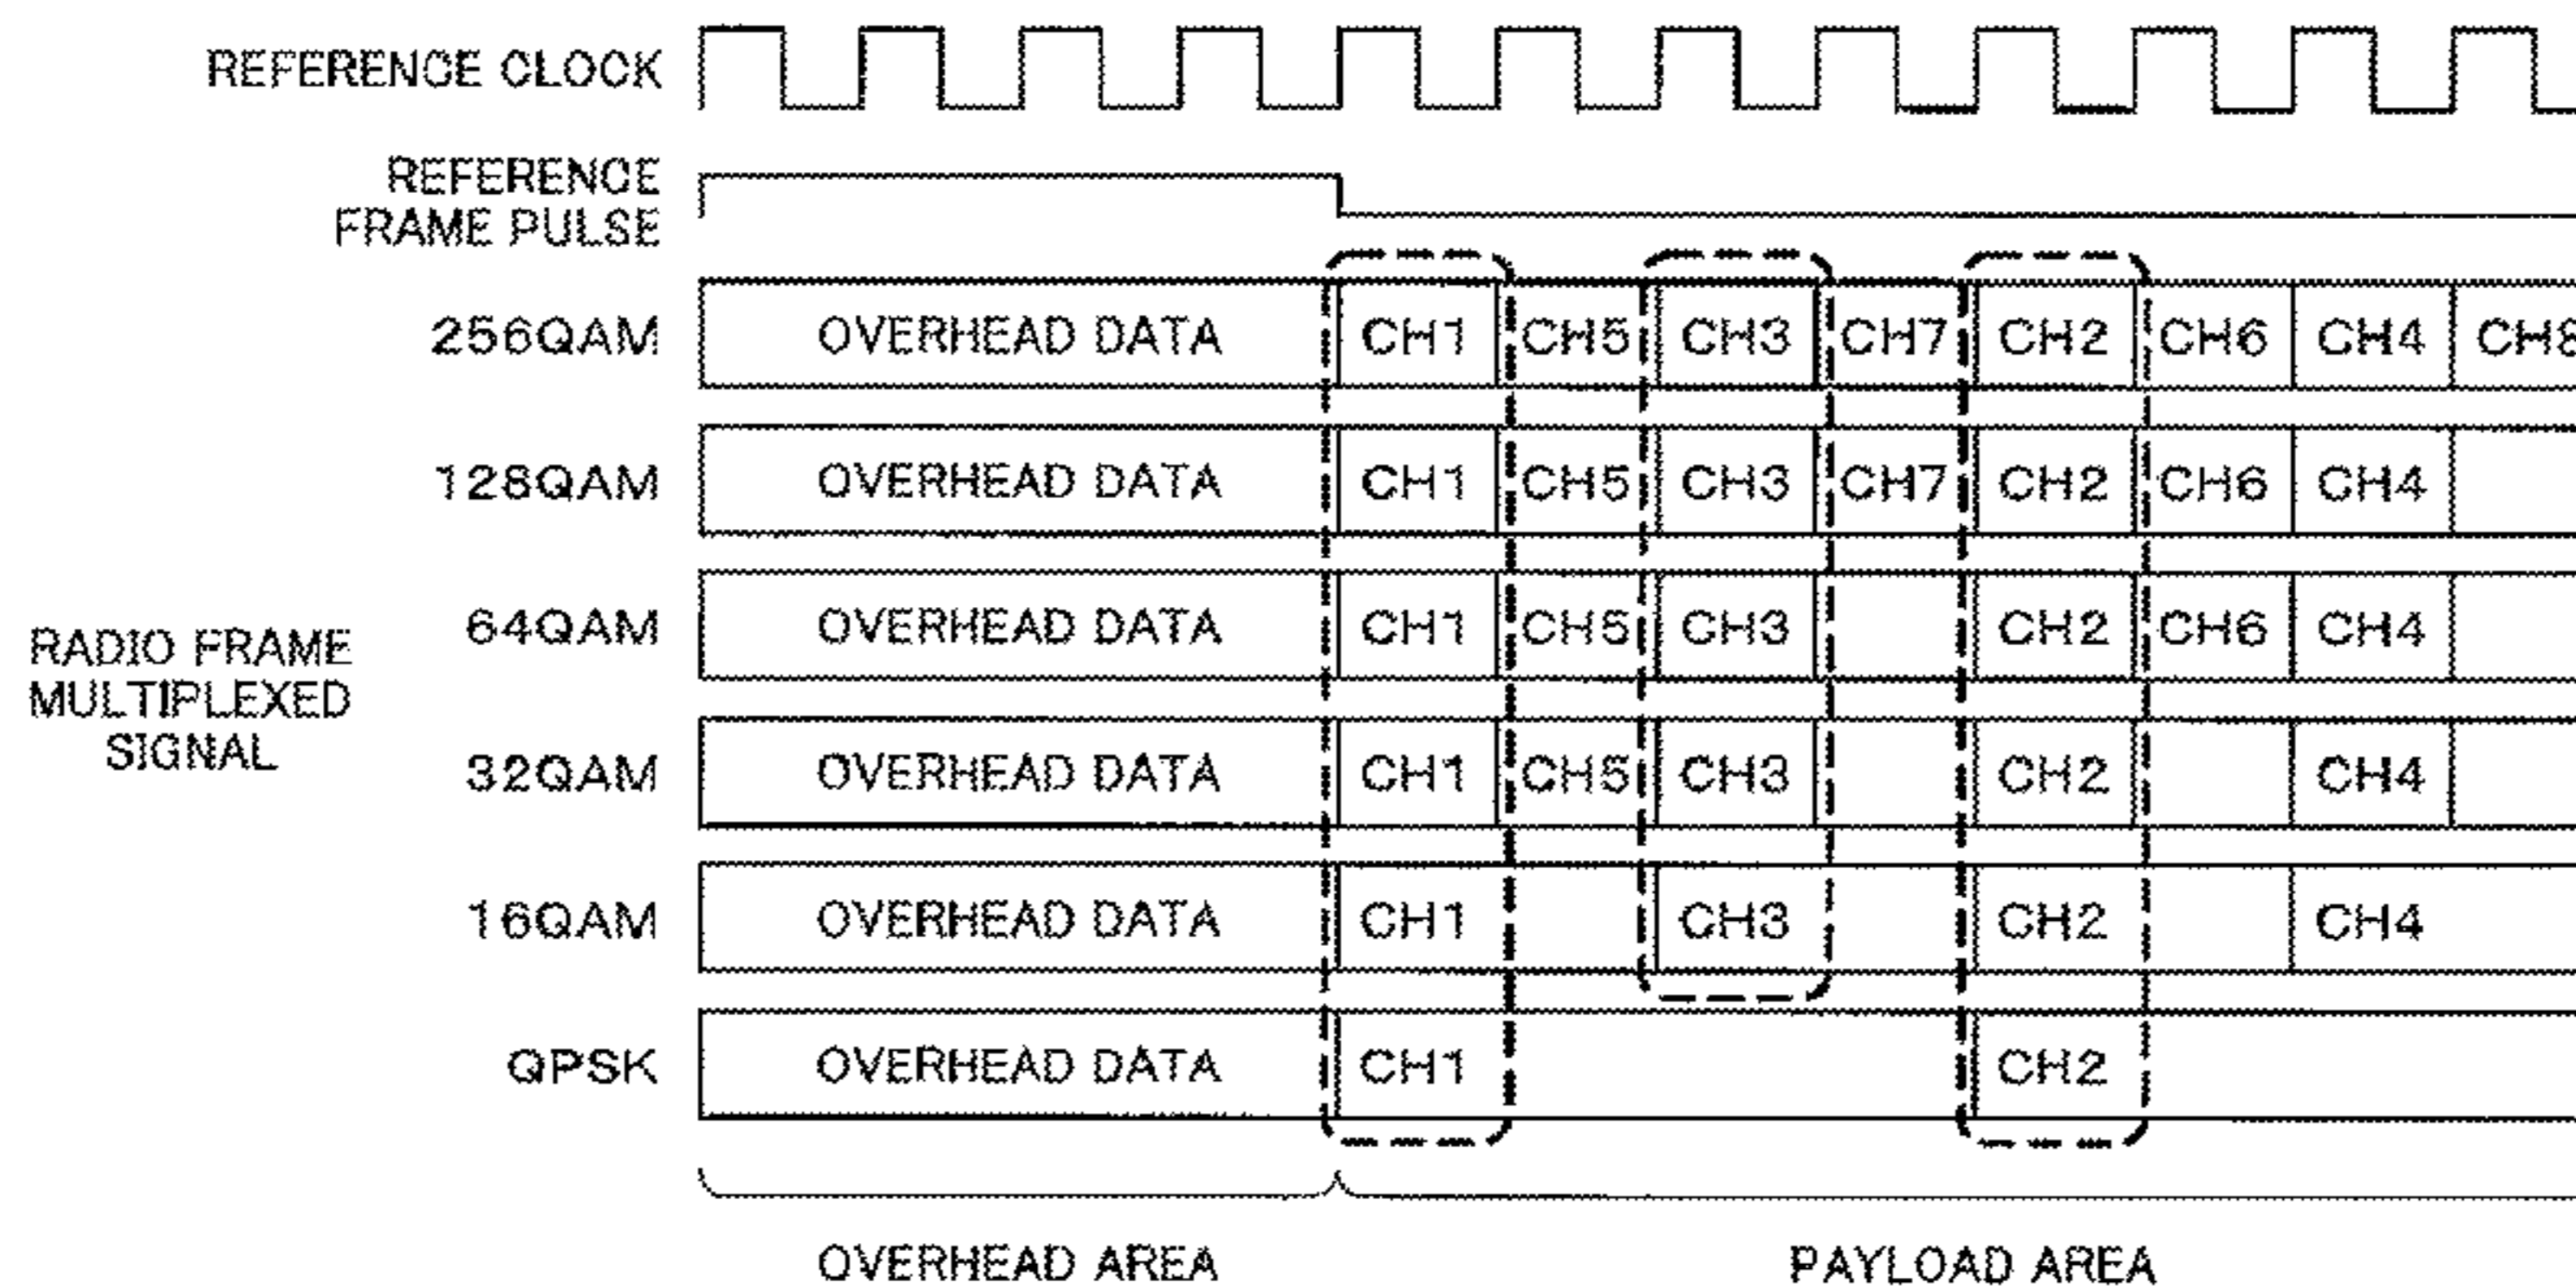 REFERENCE CLOCK
REFERENCE
FRAME PULSE
256QAM OVERHEAD DATA CH1 CH5 CH3 CH7 CH2 CH6 CH4 CH8
128QAM OVERHEAD DATA CH1 CH5 CH3 CH7 CH2 CH6 CH4
64QAM OVERHEAD DATA CH1 CH5 CH3 CH2 CH6 CH4
RADIO FRAME
MULTIPLEXED
SIGNAL
32QAM OVERHEAD DATA CH1 CH5 CH3 CH2 CH4
16QAM OVERHEAD DATA CH1 CH3 CH2 CH4
QPSK OVERHEAD DATA CH1 CH2
OVERHEAD AREA PAYLOAD AREA